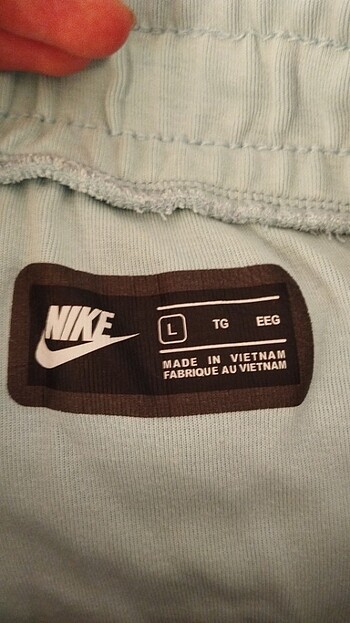 NIKE
L TG EEG
MADE IN VIETNAM
FABRIQUE AU VIETNAM